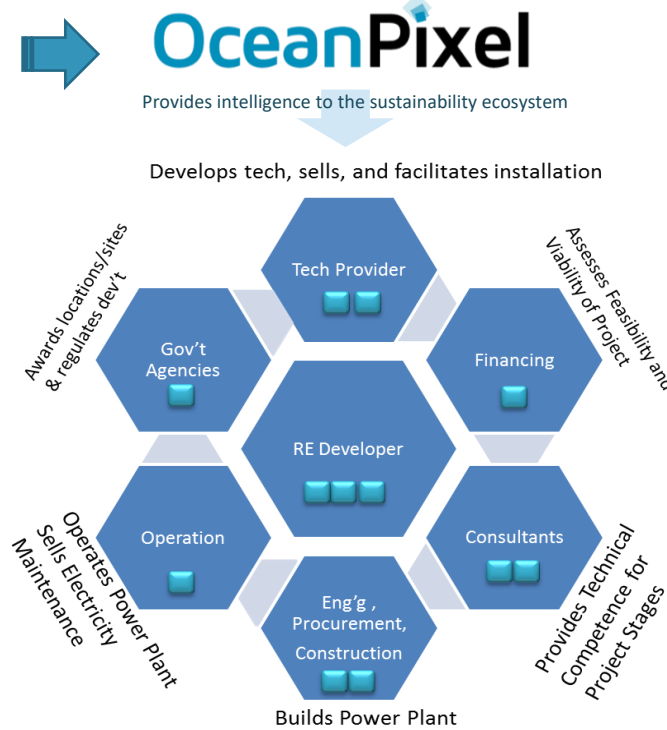 OceanPixel
Provides intelligence to the sustainability ecosystem
Develops tech, sells, and facilitates installation
Tech Provider
Awards locations/sites
& regulates dev't
Gov't
Agencies
Assesses Feasibility and
Viability of Project
Financing
RE Developer
Operation
Operates Power Plant
Sells Electricity
Maintenance
Consultants
Provides Technical
Competence for
Project Stages
Eng'g ,
Procurement,
Construction
Builds Power Plant